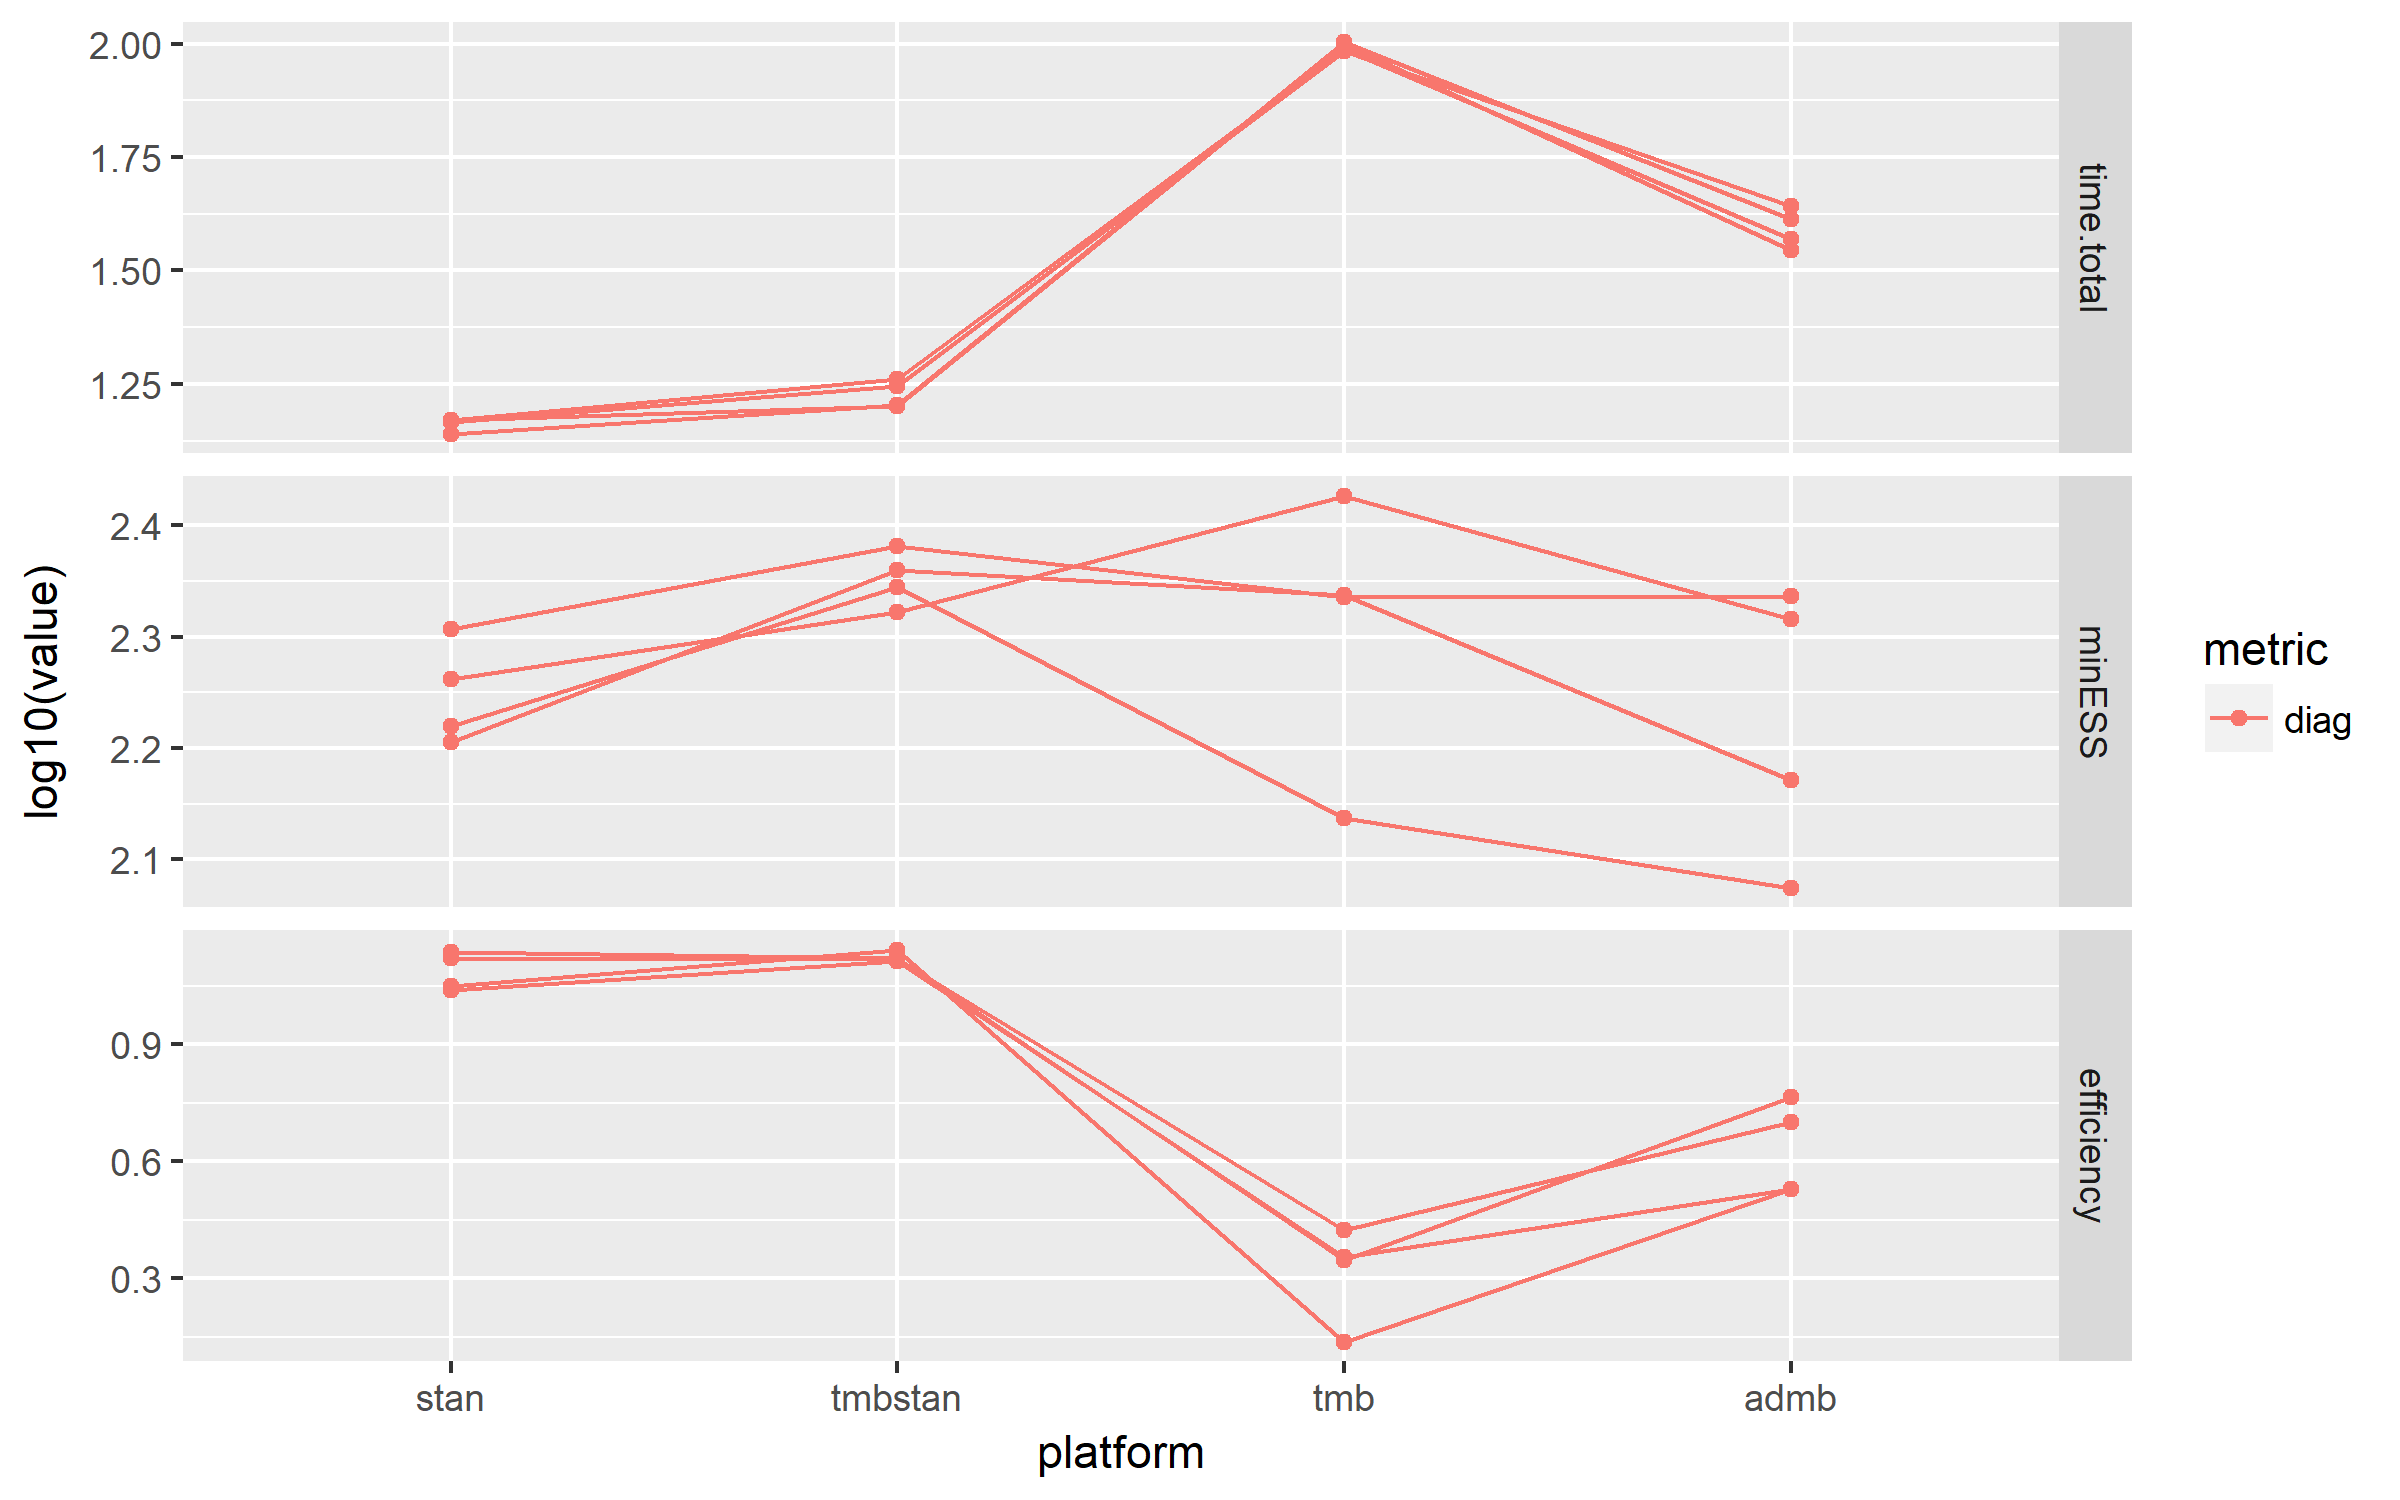 2.00
1.75
1.50
1.25
time.total
2.4
2.3
2.2
2.1
minESS
0.9
0.6
0.3
efficiency
log10(value)
stan tmbstan tmb admb
platform
metric
diag